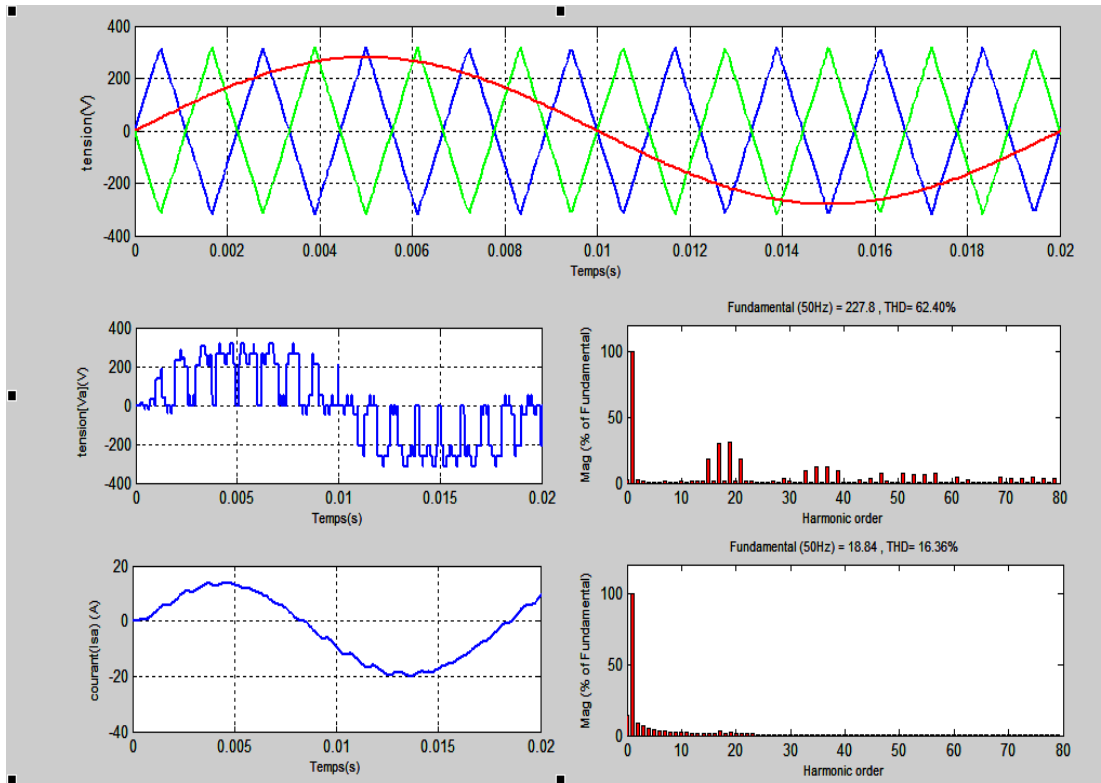 400
200
0
-200
-400
tension(V)
0 0.002 0.004 0.006 0.008 0.01 0.012 0.014 0.016 0.018 0.02
Temps(s)
400
200
0
-200
-400
tension[Va](V)
0 0.005 0.01 0.015 0.02
Temps(s)
Fundamental (50Hz) = 227.8 , THD= 62.40%
100
50
0
Mag (% of Fundamental)
0 10 20 30 40 50 60 70 80
Harmonic order
20
0
-20
-40
courant(Isa) (A)
0 0.005 0.01 0.015 0.02
Temps(s)
Fundamental (50Hz) = 18.84 , THD= 16.36%
100
50
0
Mag (% of Fundamental)
0 10 20 30 40 50 60 70 80
Harmonic order